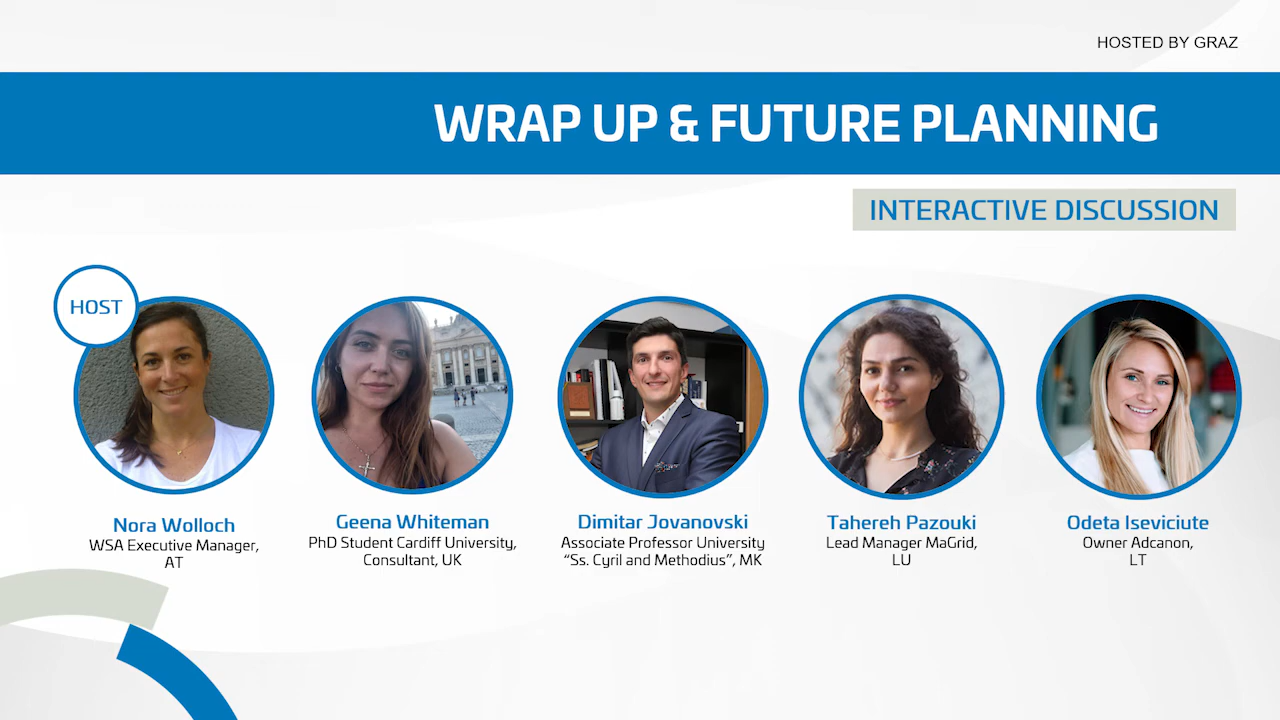 HOSTED BY GRAZ
WRAP UP & FUTURE PLANNING
INTERACTIVE DISCUSSION
HOST
Nora Wolloch
WSA Executive Manager,
AT
Geena Whiteman
PhD Student Cardiff University,
Consultant, UK
Dimitar Jovanovski
Associate Professor University
“Ss. Cyril and Methodius”, MK
Tahereh Pazouki
Lead Manager MaGrid,
LU
Odeta Iseviciute
Owner Adcanon,
LT